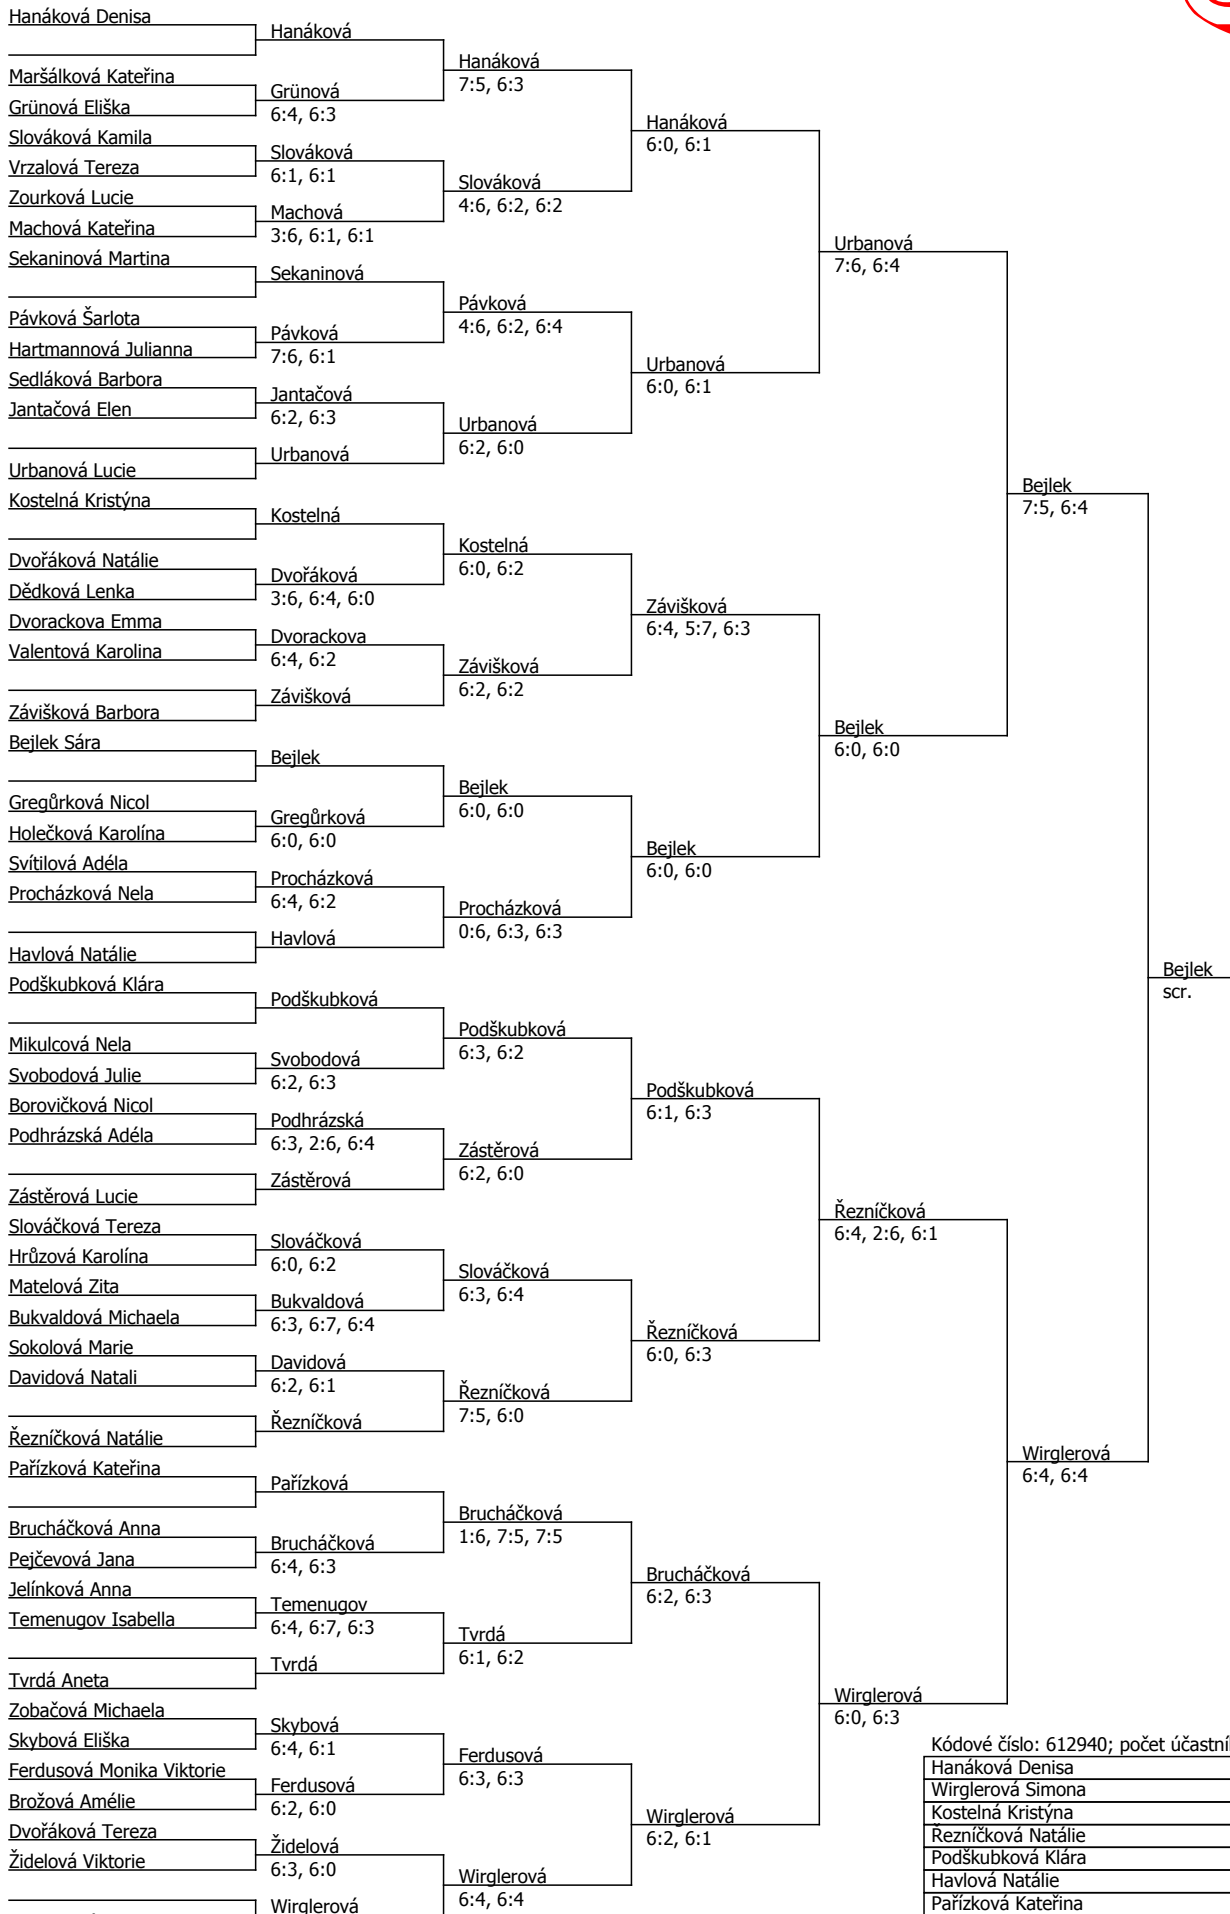 Hanáková Denisa
Maršálková Kateřina
Grünová Eliška
Slováková Kamila
Vrzalová Tereza
Zourková Lucie
Machová Kateřina
Sekaninová Martina
Pávková Šarlota
Hartmannová Julianna
Sedláková Barbora
Jantačová Elen
Urbanová Lucie
Kostelná Kristýna
Dvořáková Natálie
Dědková Lenka
Dvorackova Emma
Valentová Karolina
Závišková Barbora
Bejlek Sára
Gregůrková Nicol
Holečková Karolína
Svítilová Adéla
Procházková Nela
Havlová Natálie
Podškubková Klára
Mikulcová Nela
Svobodová Julie
Borovičková Nicol
Podhrázská Adéla
Zástěrová Lucie
Slováčková Tereza
Hrůzová Karolína
Matelová Zita
Bukvaldová Michaela
Sokolová Marie
Davidová Natali
Řezníčková Natálie
Pařízková Kateřina
Brucháčková Anna
Pejčevová Jana
Jelínková Anna
Temenugov Isabella
Tvrdá Aneta
Zobačová Michaela
Skybová Eliška
Ferdusová Monika Viktorie
Brožová Amélie
Dvořáková Tereza
Židelová Viktorie
Hanáková
Grünová
6:4, 6:3
Slováková
6:1, 6:1
Machová
3:6, 6:1, 6:1
Sekaninová
Pávková
7:6, 6:1
Jantačová
6:2, 6:3
Urbanová
Kostelná
Dvořáková
3:6, 6:4, 6:0
Dvorackova
6:4, 6:2
Závišková
Bejlek
Gregůrková
6:0, 6:0
Procházková
6:4, 6:2
Havlová
Podškubková
Svobodová
6:2, 6:3
Podhrázská
6:3, 2:6, 6:4
Zástěrová
Slováčková
6:0, 6:2
Bukvaldová
6:3, 6:7, 6:4
Davidová
6:2, 6:1
Řezníčková
Pařízková
Brucháčková
6:4, 6:3
Temenugov
6:4, 6:7, 6:3
Tvrdá
Skybová
6:4, 6:1
Ferdusová
6:2, 6:0
Židelová
6:3, 6:0
Wirglerová
Hanáková
7:5, 6:3
Slováková
4:6, 6:2, 6:2
Pávková
4:6, 6:2, 6:4
Urbanová
6:2, 6:0
Kostelná
6:0, 6:2
Závišková
6:2, 6:2
Bejlek
6:0, 6:0
Procházková
0:6, 6:3, 6:3
Podškubková
6:3, 6:2
Zástěrová
6:2, 6:0
Slováčková
6:3, 6:4
Řezníčková
7:5, 6:0
Brucháčková
1:6, 7:5, 7:5
Tvrdá
6:1, 6:2
Ferdusová
6:3, 6:3
Wirglerová
6:4, 6:4
Hanáková
6:0, 6:1
Urbanová
6:0, 6:1
Závišková
6:4, 5:7, 6:3
Bejlek
6:0, 6:0
Podškubková
6:1, 6:3
Řezníčková
6:0, 6:3
Brucháčková
6:2, 6:3
Wirglerová
6:2, 6:1
Urbanová
7:6, 6:4
Bejlek
6:0, 6:0
Řezníčková
6:4, 2:6, 6:1
Wirglerová
6:0, 6:3
Bejlek
7:5, 6:4
Wirglerová
6:4, 6:4
Bejlek
scr.
Kódové číslo: 612940; počet účastní
Hanáková Denisa
Wirglerová Simona
Kostelná Kristýna
Řezníčková Natálie
Podškubková Klára
Havlová Natálie
Pařízková Kateřina